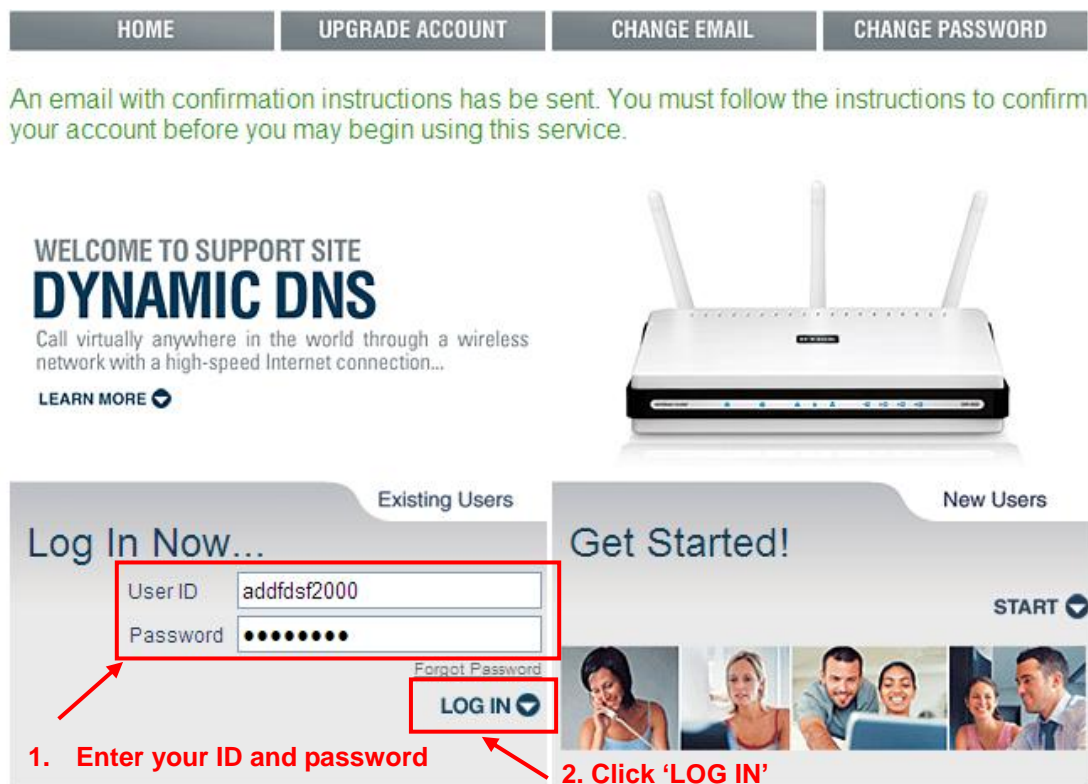 HOME UPGRADE ACCOUNT CHANGE EMAIL CHANGE PASSWORD
An email with confirmation instructions has be sent. You must follow the instructions to confirm
your account before you may begin using this service.
WELCOME TO SUPPORT SITE
DYNAMIC DNS
Call virtually anywhere in the world through a wireless
network with a high-speed Internet connection...
LEARN MORE
Existing Users
Log In Now...
User ID addfdsf2000
Password ●●●●●●●●
Forgot Password
LOG IN
1. Enter your ID and password
New Users
Get Started!
START
2. Click ‘LOG IN’